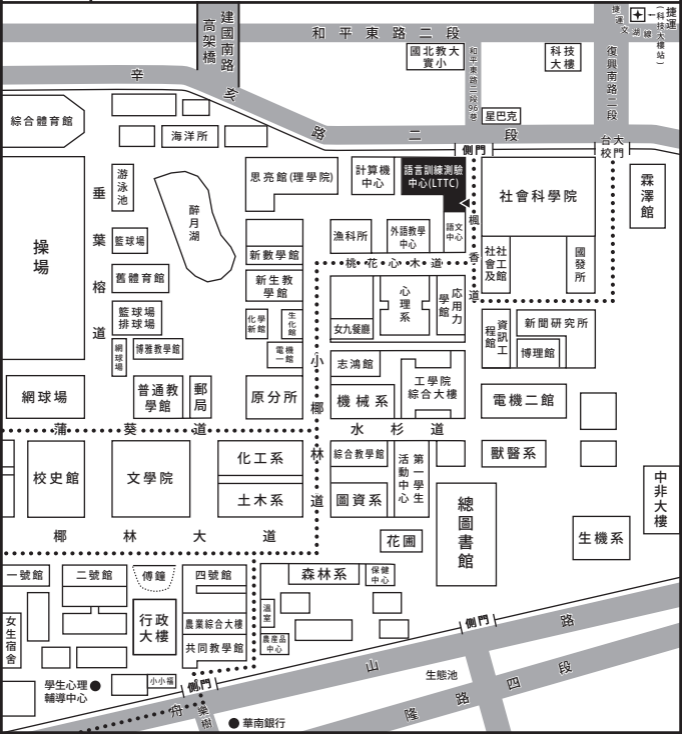 捷運
(科技大樓站)
捷運文湖線
建國南路
高架橋
和平東路二段
復興南路二段
國北教大
實小
和平東路二段96巷
科技
大樓
星巴克
辛亥路二段
側門
台大
校門
綜合體育館
海洋所
思亮館(理學院)
計算機
中心
語言訓練測驗
中心(LTTC)
社會科學院
霖澤館
操場
垂葉榕道
游泳池
醉月湖
籃球場
舊體育館
籃球場
排球場
網球場
博雅教學館
新數學館
新生教
學館
化學新館
生化館
電機
一館
漁科所
外語教學
中心
語文
中心
楓香道
桃花心木道
社會及
社工館
國發所
女九餐廳
心理系
應用力
學館
資訊工
程館
新聞研究所
博理館
小椰林道
志鴻館
機械系
工學院
綜合大樓
電機二館
網球場
普通教
學館
郵局
原分所
蒲葵道
水杉道
校史館
文學院
化工系
土木系
綜合教學館
圖資系
第一學生
活動中心
獸醫系
總圖書館
中非大樓
生機系
椰林大道
花圃
一號館
二號館
傅鐘
四號館
森林系
保健
中心
女生宿舍
行政
大樓
農業綜合大樓
共同教學館
溫室
農產品
中心
小小福
學生心理
輔導中心
側門
側門
舟山路
樂樹
生態池
隆路四段
華南銀行